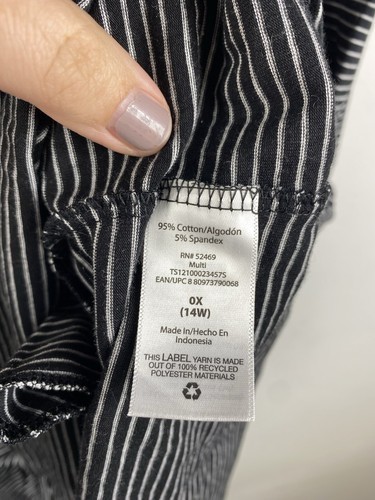 95% Cotton/Algodón
5% Spandex
RN# 52469
Multi
TS121000234S7S
EAN/UPC 8 80973790068
0X
(14W)
Made In/Hecho En
Indonesia
THIS LABEL YARN IS MADE
OUT OF 100% RECYCLED
POLYESTER MATERIALS